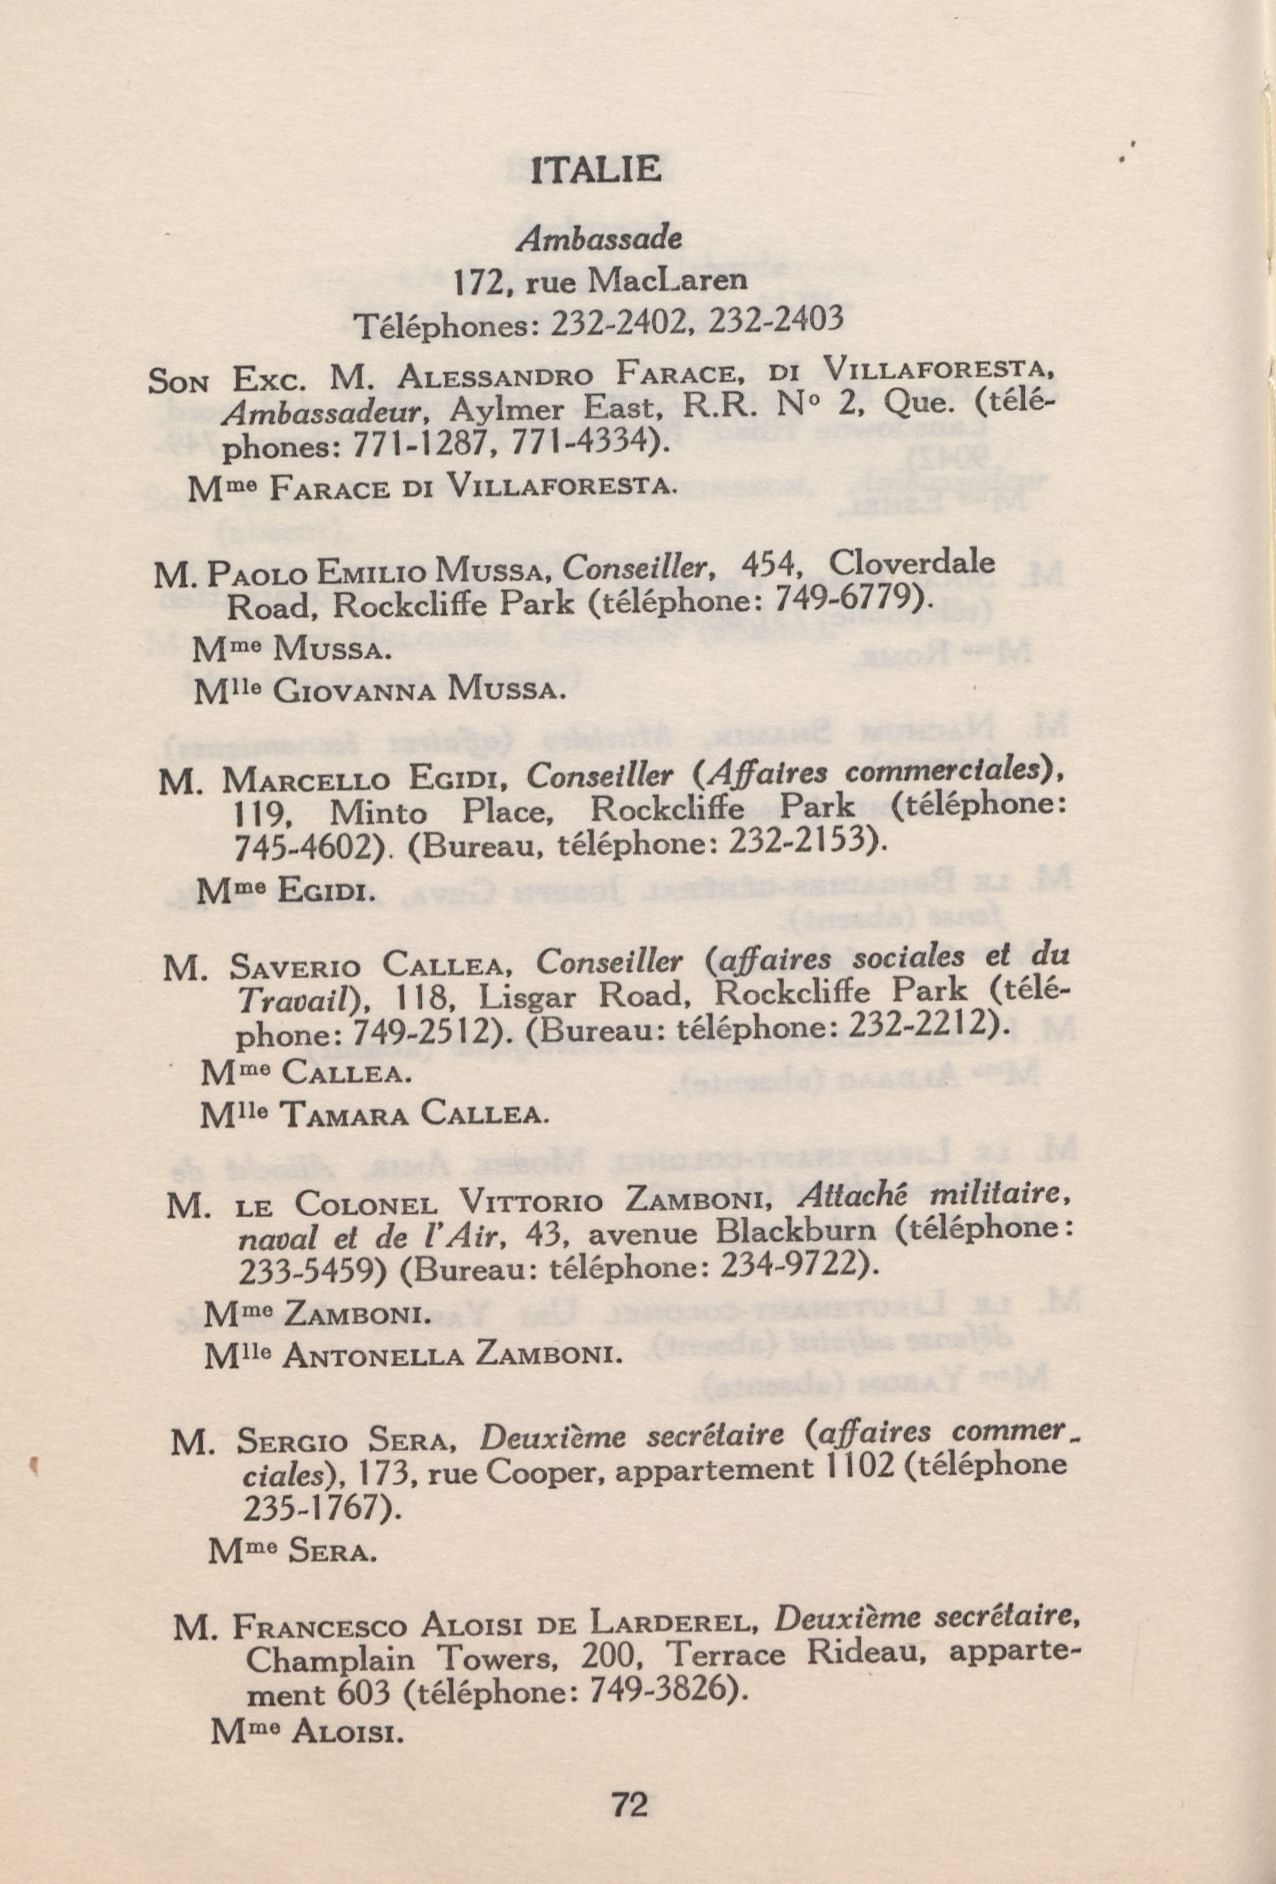 ITALIE
Ambassade
172, rue MacLaren
Téléphones: 232-2402, 232-2403
SON EXC. M. ALESSANDRO FARACE, DI VILLAFORESTA,
Ambassadeur, Aylmer East, R.R. Nº 2, Que. (télé-
phones: 771-1287, 771-4334).
Mme FARACE DI VILLAFORESTA.
M. PAOLO EMILIO MUSSA, Conseiller, 454, Cloverdale
Road, Rockcliffe Park (téléphone: 749-6779).
Mme MUSSA.
Mlle GIOVANNA MUSSA.
M. MARCELLO EGIDI, Conseiller (Affaires commerciales),
119, Minto Place, Rockcliffe Park (téléphone:
745-4602). (Bureau, téléphone: 232-2153).
Mme EGIDI.
M. SAVERIO CALLEA, Conseiller (affaires sociales et du
Travail), 118, Lisgar Road, Rockcliffe Park (télé-
phone: 749-2512). (Bureau: téléphone: 232-2212).
Mme CALLEA.
Mlle TAMARA CALLEA.
M. LE COLONEL VITTORIO ZAMBONI, Attaché militaire,
naval et de l'Air, 43, avenue Blackburn (téléphone:
233-5459) (Bureau: téléphone: 234-9722).
Mme ZAMBONI.
Mlle ANTONELLA ZAMBONI.
M. SERGIO SERA, Deuxième secrétaire (affaires commer-
ciales), 173, rue Cooper, appartement 1102 (téléphone
235-1767).
Mme SERA.
M. FRANCESCO ALOISI DE LARDEREL, Deuxième secrétaire,
Champlain Towers, 200, Terrace Rideau, apparte-
ment 603 (téléphone: 749-3826).
Mme ALOISI.
72